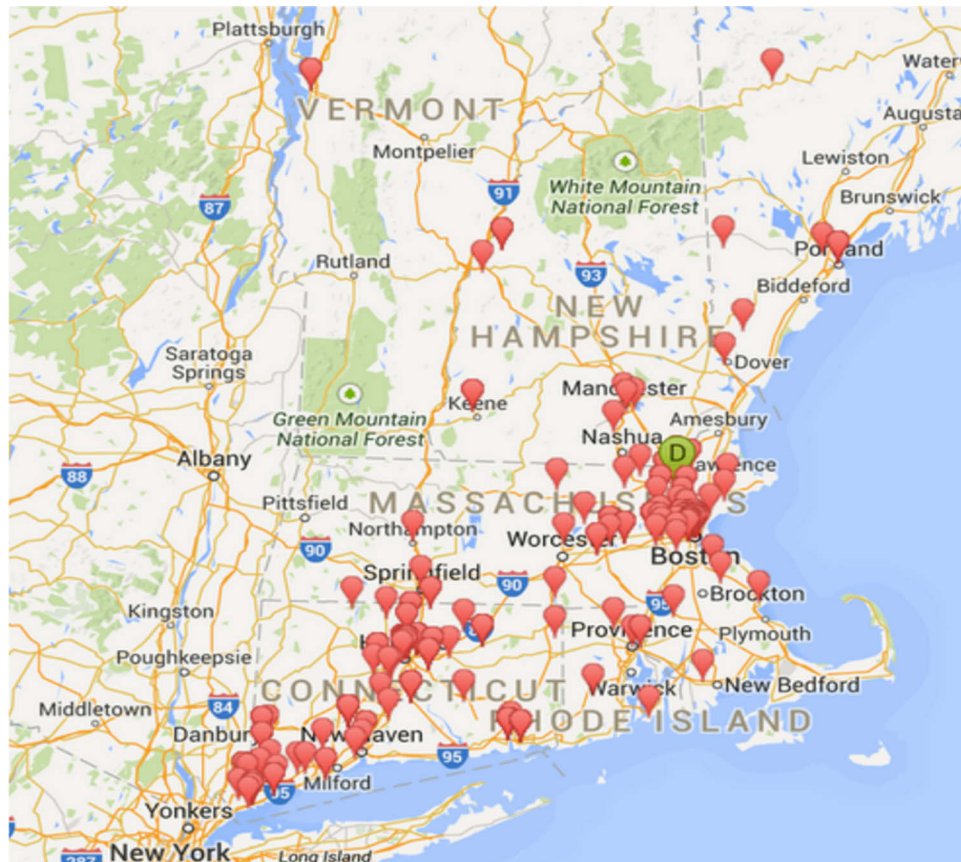 Plattsburgh
Water
VERMONT
Augusta
Montpelier
Lewiston
91
White Mountain
National Forest
Brunswick
87
Portland
Rutland
93
Biddeford
NEW
HAMPSHIRE
Saratoga
Springs
Dover
Manchester
Keene
Green Mountain
National Forest
Amesbury
Nashua
D
Lawrence
Albany
88
Pittsfield
MASSACHUSETTS
Northampton
Worcester
90
Boston
Springfield
90
Brockton
95
Kingston
Plymouth
Providence
Poughkeepsie
CONNECTICUT
Warwick
New Bedford
84
Middletown
RHODE ISLAND
Danbury
New Haven
95
Milford
95
Yonkers
New York
Long Island
287